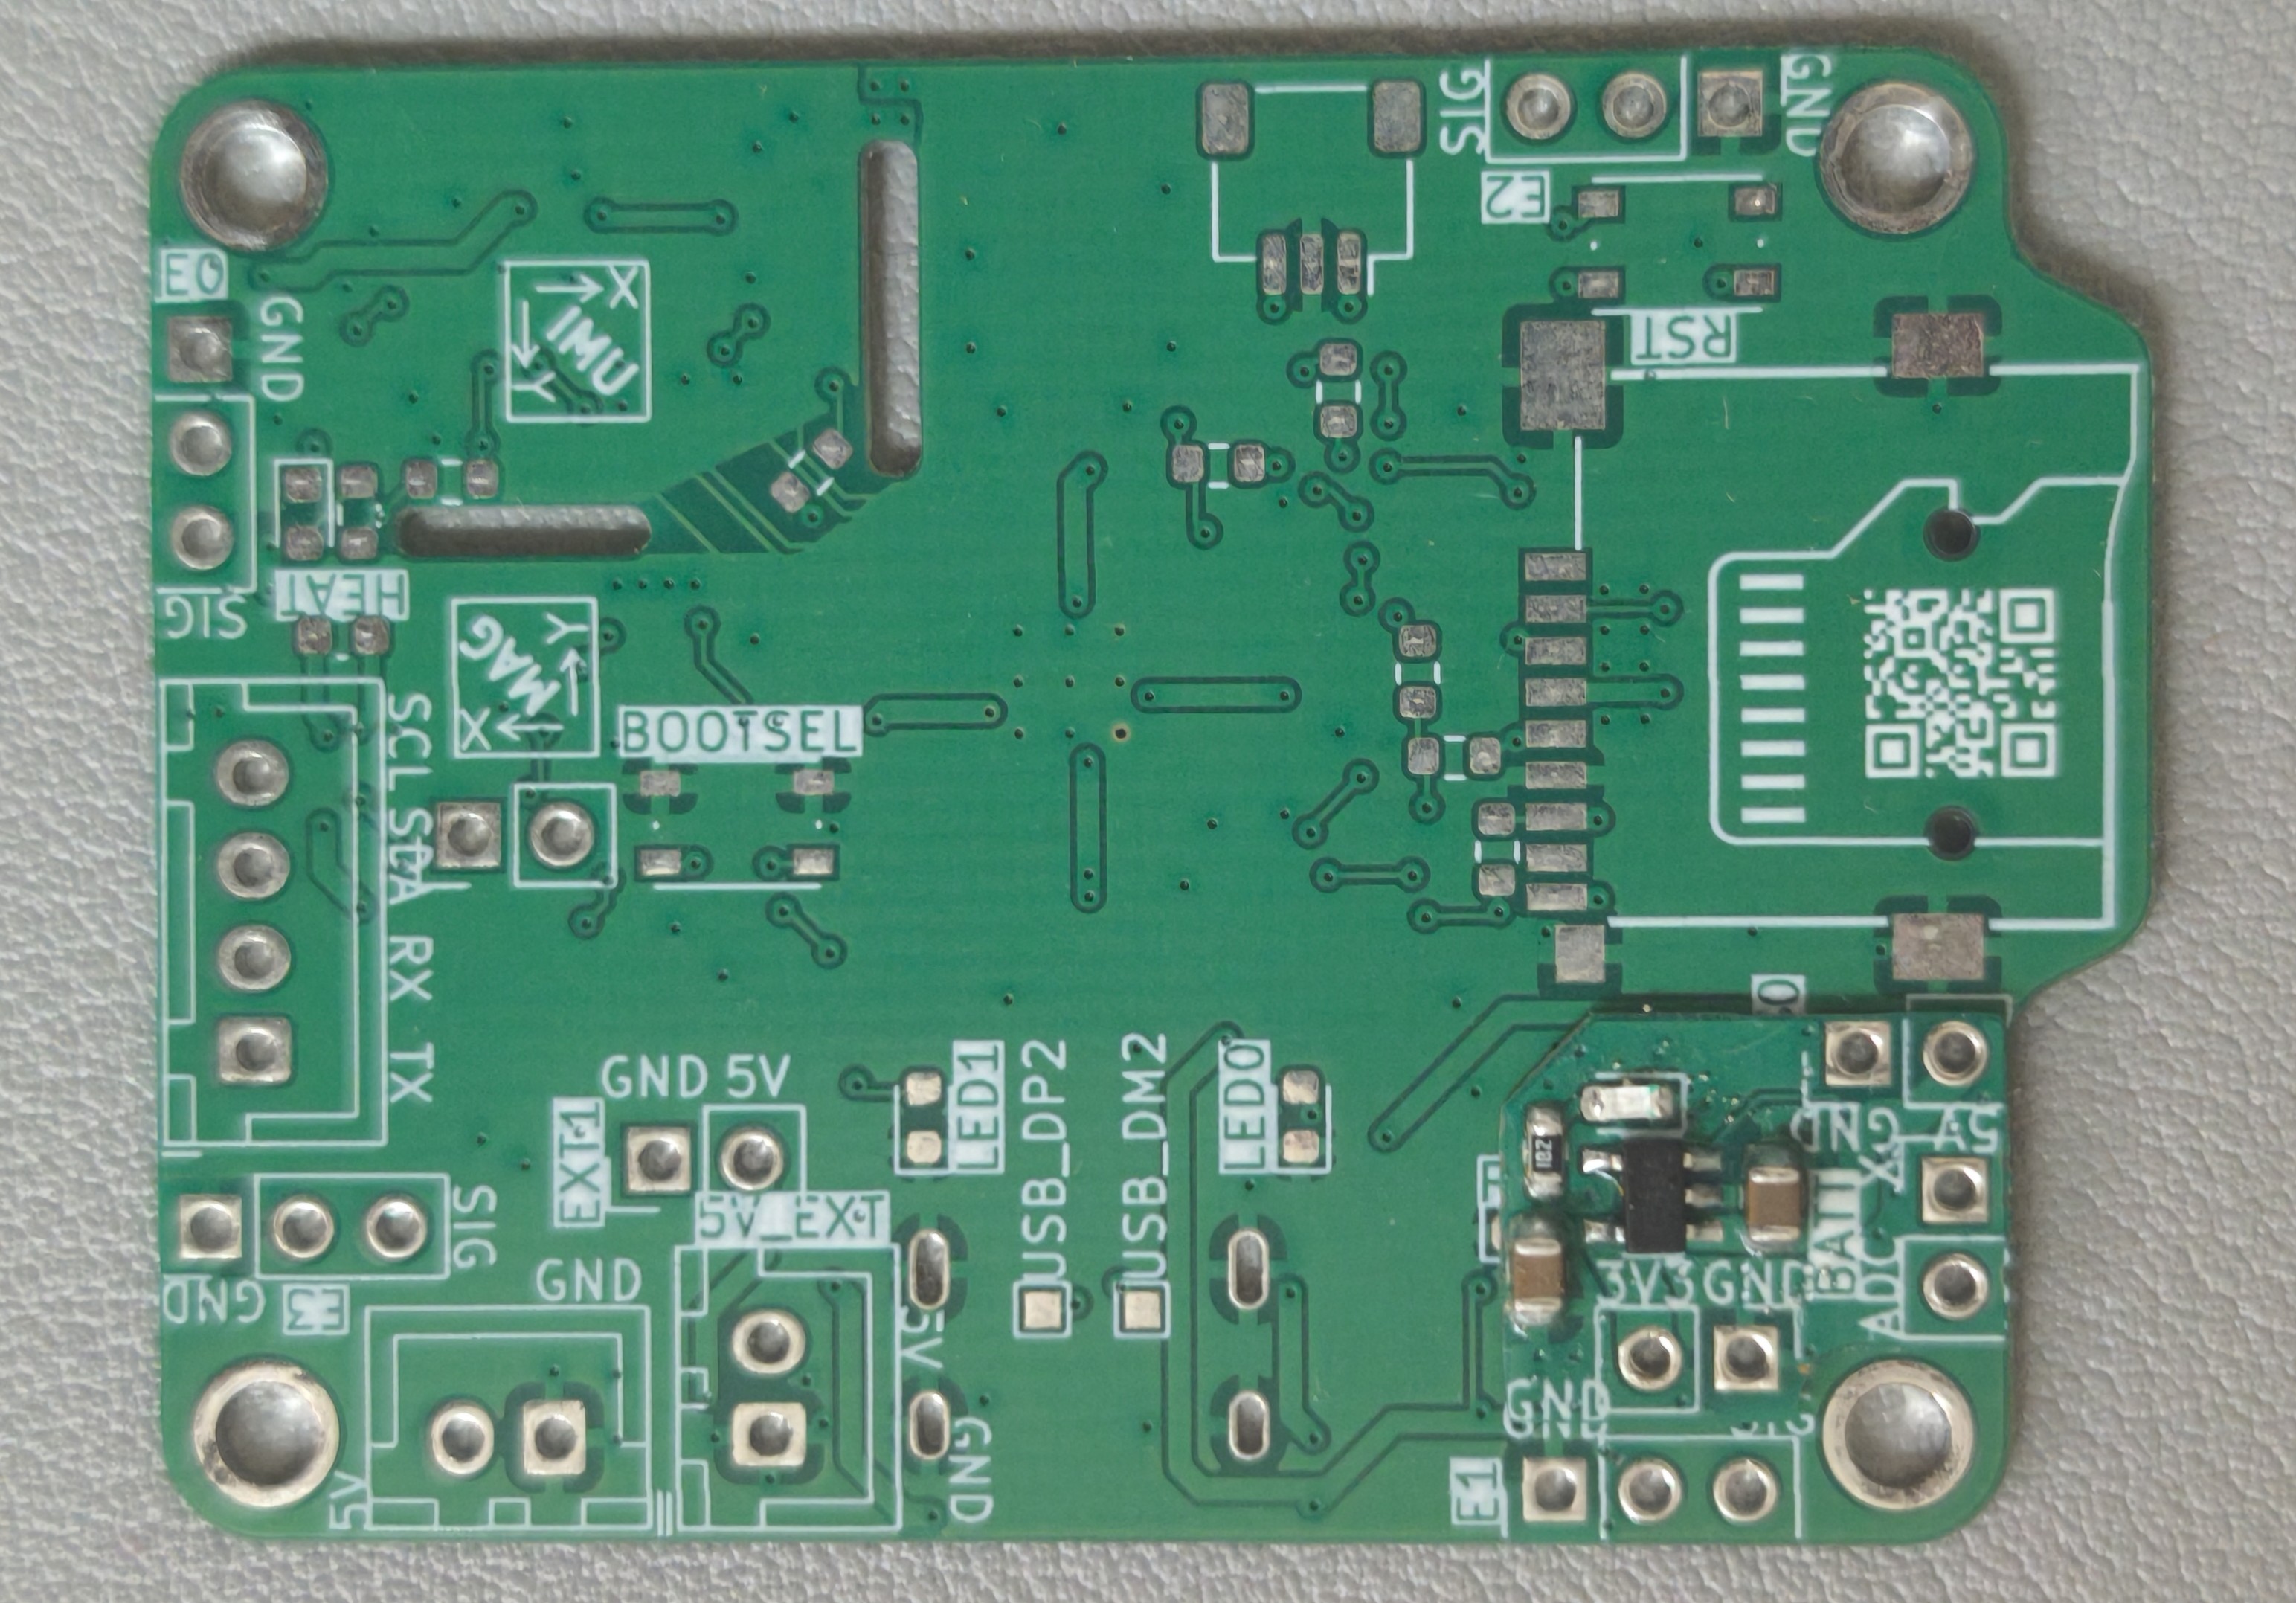 E1
5V
GND
GND
ADC
BATT
GND
3V3
X
5V
GND
182
GND
5V
5V_EXT
E3
GND
SIG
EXT1
5V
GND
USB_DM2
USB_DP2
LED0
LED1
TX
RX
SDA
SCL
BOOTSEL
X
MAG
Y
HEAT
SIG
GND
E0
Y
IMU
X
RST
E2
GND
SIG